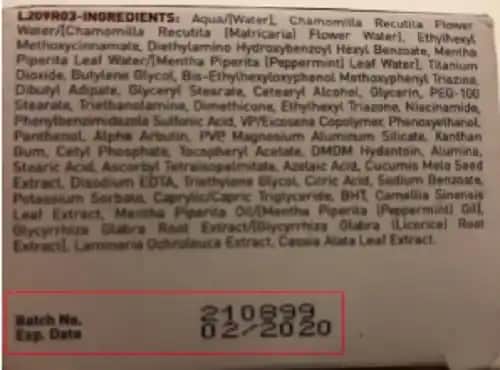 L209R03-INGREDIENTS: Aqua/[Water], Chamomilla Recutita Flower
Water/[Chamomilla Recutita [Matricaria] Flower Water], Ethylhexyl
Methoxycinnamate, Diethylamino Hydroxybenzoyl Hexyl Benzoate, Mentha
Piperita Leaf Water/[Mentha Piperita [Peppermint] Leaf Water], Titanium
Dioxide, Butylene Glycol, Bis-Ethylhexyloxyphenol Methoxyphenyl Triazine,
Dibutyl Adipate, Glyceryl Stearate, Cetearyl Alcohol, Glycerin, PEG-100
Stearate, Triethanolamine, Dimethicone, Ethylhexyl Triazone, Niacinamide,
Phenylbenzimidazole Sulfonic Acid, VP/Eicosene Copolymer, Phenoxyethanol,
Panthenol, Alpha Arbutin, PVP, Magnesium Aluminum Silicate, Xanthan
Gum, Cetyl Phosphate, Tocopheryl Acetate, DMDM Hydantoin, Alumina,
Stearic Acid, Ascorbyl Tetraisopalmitate, Azelaic Acid, Cucumis Melo Seed
Extract, Disodium EDTA, Triethylene Glycol, Citric Acid, Sodium Benzoate,
Potassium Sorbate, Caprylic/Capric Triglyceride, BHT, Camellia Sinensis
Leaf Extract, Mentha Piperita Oil/[Mentha Piperita [Peppermint] Oil],
Glycyrrhiza Glabra Root Extract/[Glycyrrhiza Glabra [Licorice] Root
Extract], Laminaria Ochroleuca Extract, Cassia Alata Leaf Extract.
Batch No. 210899
Exp. Date 02/2020